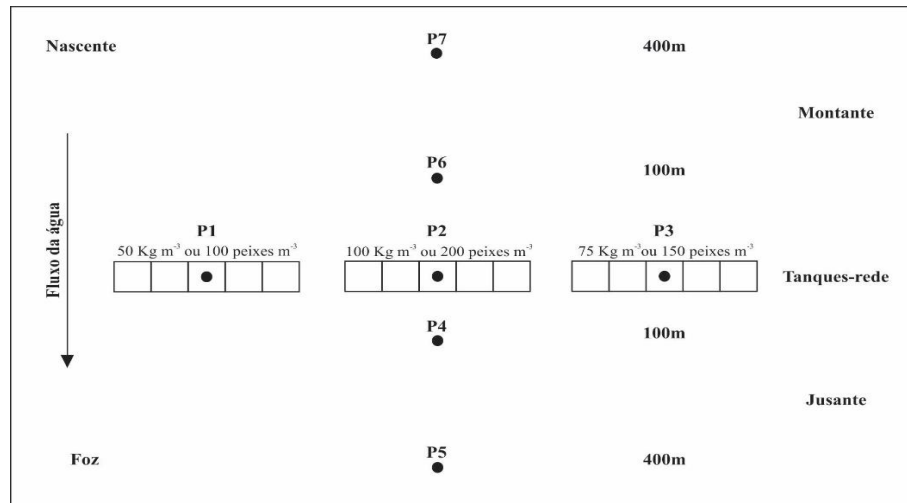 P7
Nascente
400m
Montante
P6
100m
Fluxo da água
P1
50 Kg m⁻³ ou 100 peixes m⁻³
P2
100 Kg m⁻³ ou 200 peixes m⁻³
P3
75 Kg m⁻³ ou 150 peixes m⁻³
Tanques-rede
P4
100m
Jusante
P5
Foz
400m